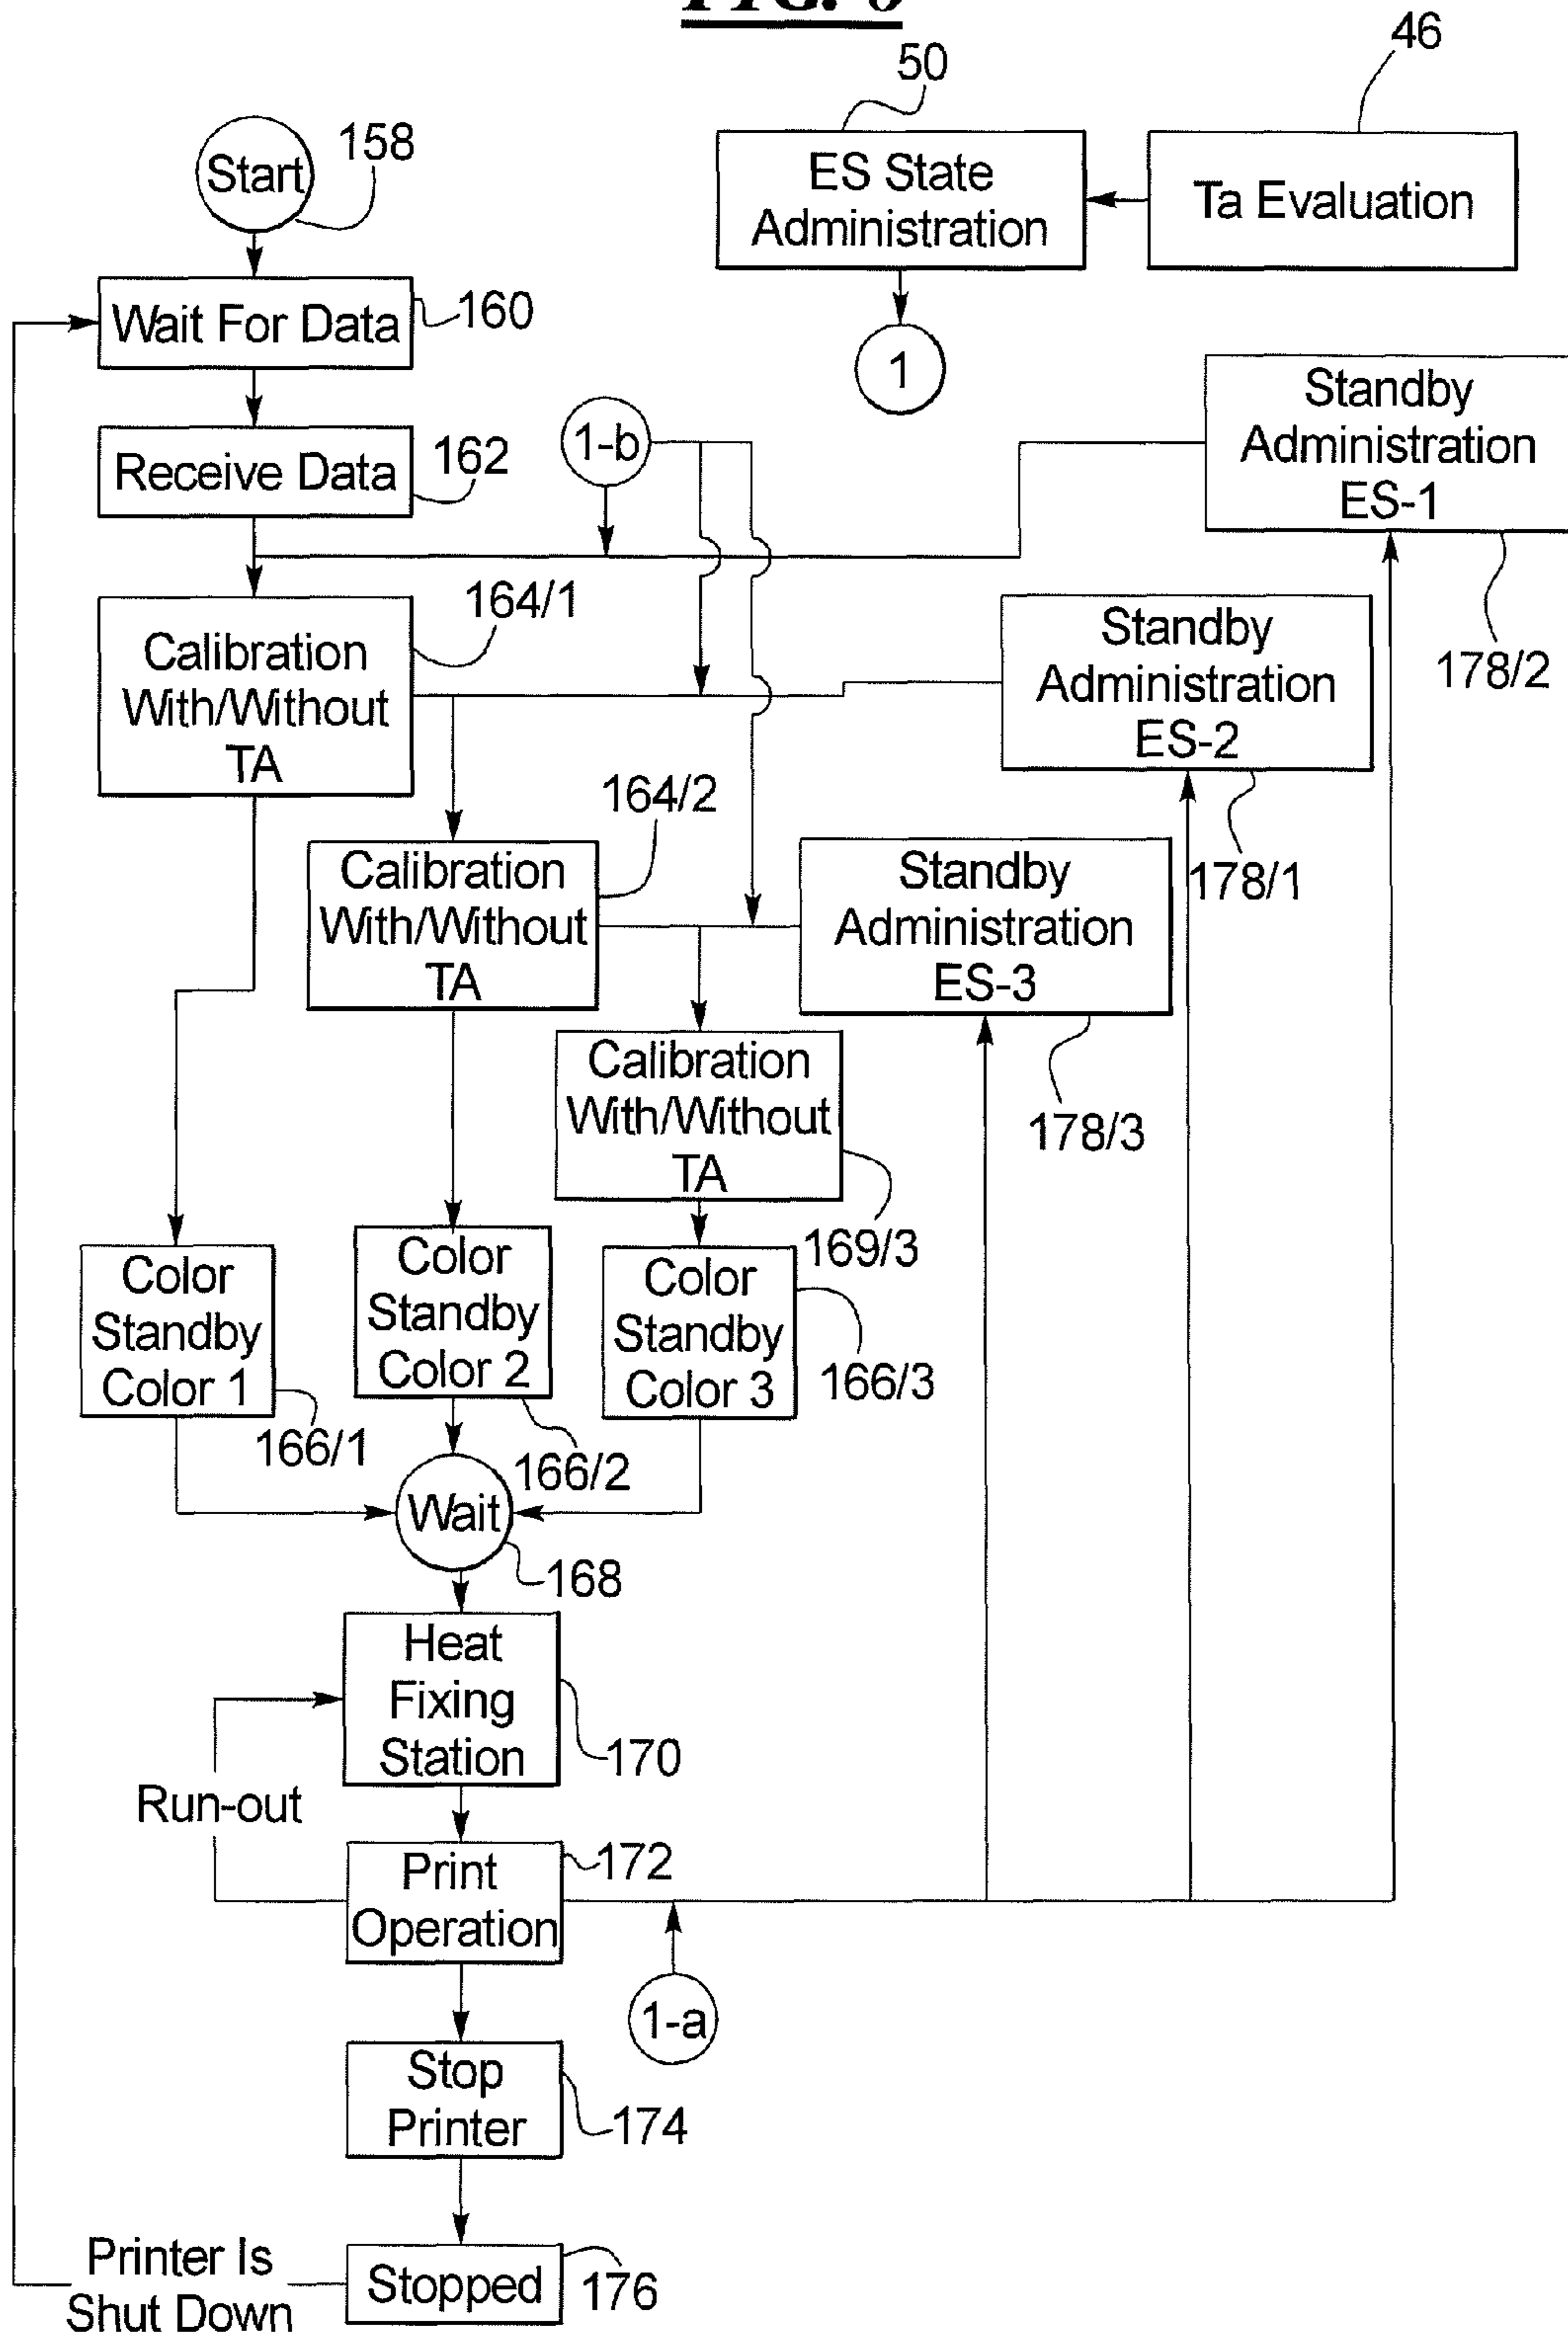 50
46
Start
158
ES State
Administration
Ta Evaluation
Wait For Data
160
1
Standby
Administration
ES-1
178/2
1-b
Receive Data
162
Calibration
With/Without
TA
164/1
Standby
Administration
ES-2
178/1
Calibration
With/Without
TA
164/2
Standby
Administration
ES-3
178/3
Calibration
With/Without
TA
169/3
Color
Standby
Color 1
166/1
Color
Standby
Color 2
166/2
Color
Standby
Color 3
166/3
Wait
168
Heat
Fixing
Station
170
Run-out
Print
Operation
172
1-a
Stop
Printer
174
Printer Is
Shut Down
Stopped
176